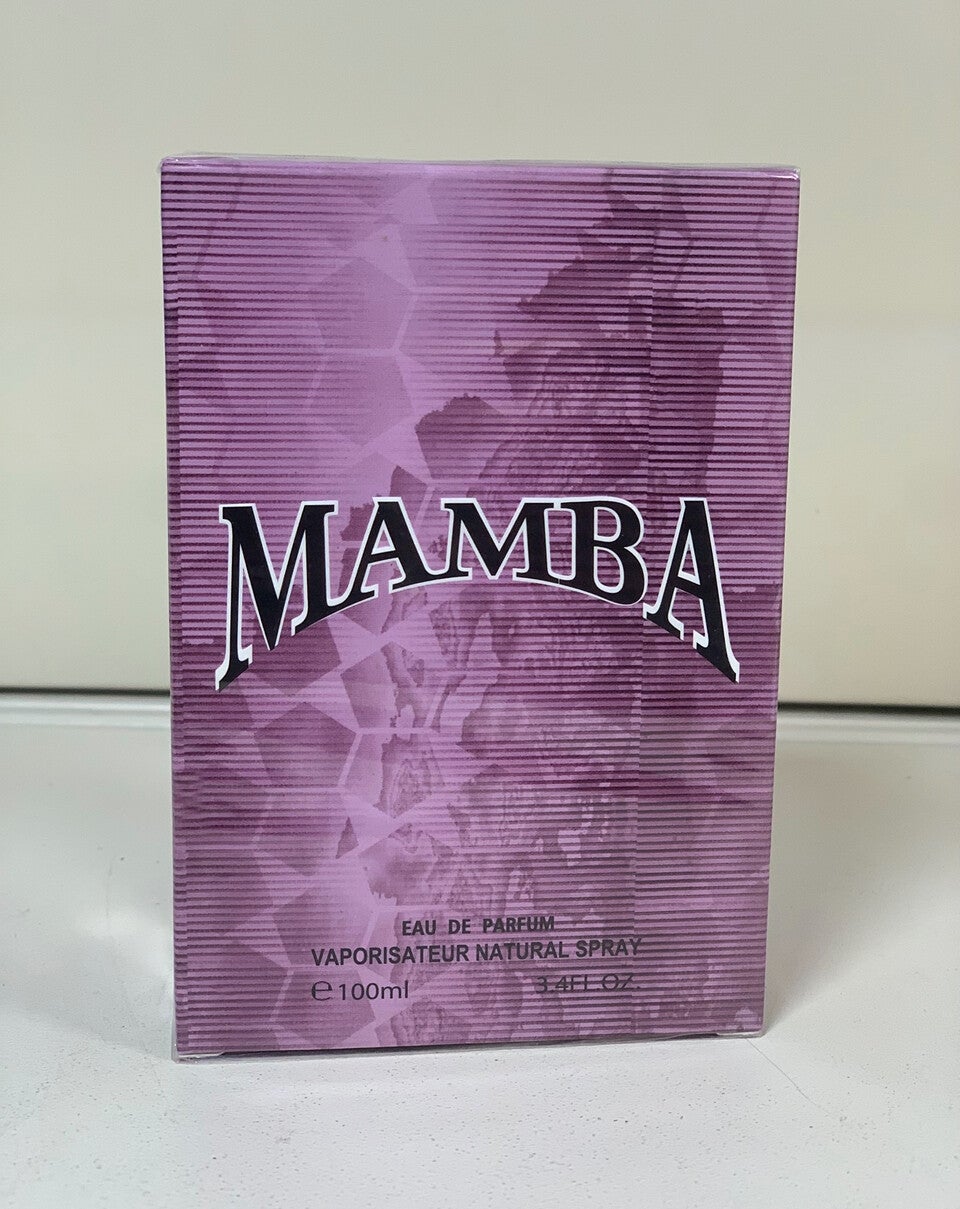 MAMBA
EAU DE PARFUM
VAPORISATEUR NATURAL SPRAY
℮100ml 3.4FL OZ.